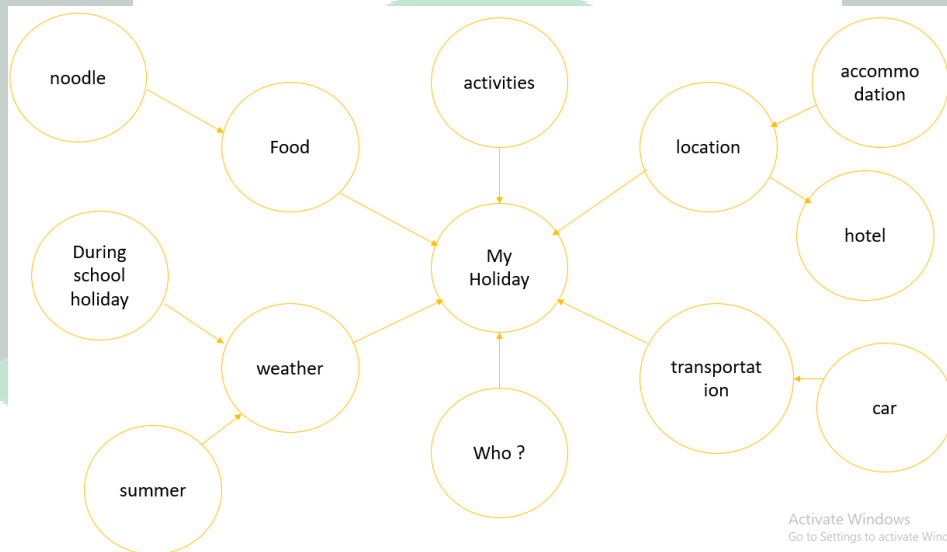 noodle
Food
activities
location
accommo
dation
hotel
During
school
holiday
My
Holiday
weather
transportat
ion
car
Who ?
summer
Activate Windows
Go to Settings to activate Wind